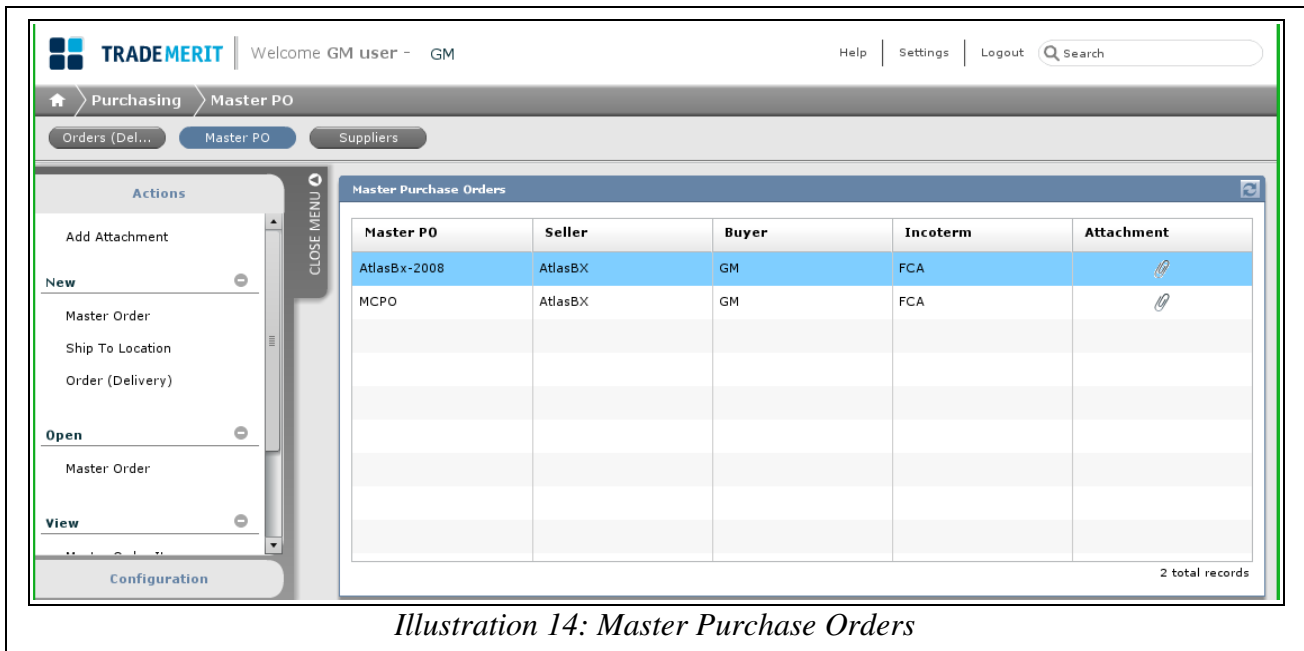 TRADEMERIT Welcome GM user - GM Help Settings Logout Search
Purchasing Master PO
Orders (Del... Master PO Suppliers
Actions
Add Attachment
New
Master Order
Ship To Location
Order (Delivery)
Open
Master Order
View
Configuration
CLOSE MENU
Master Purchase Orders
Master PO Seller Buyer Incoterm Attachment
AtlasBx-2008 AtlasBX GM FCA
MCPO AtlasBX GM FCA
2 total records
Illustration 14: Master Purchase Orders